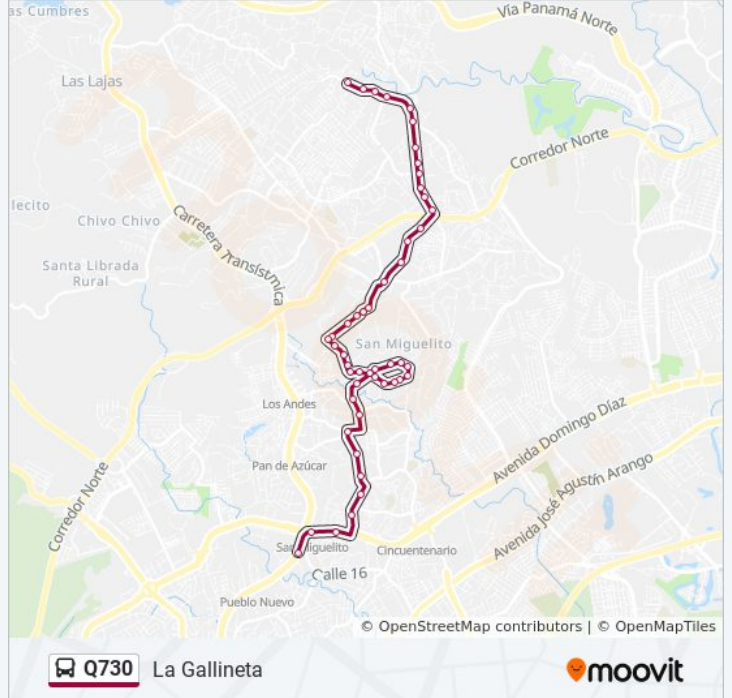 as Cumbres
Vía Panamá Norte
Las Lajas
Corredor Norte
lecito
Chivo Chivo
Carretera Transístmica
Santa Librada
Rural
San Miguelito
Los Andes
Avenida Domingo Díaz
Pan de Azúcar
Avenida José Agustín Arango
Corredor Norte
San Miguelito
Cincuentenario
Calle 16
Pueblo Nuevo
© OpenStreetMap contributors | © OpenMapTiles
Q730 La Gallineta
moovit